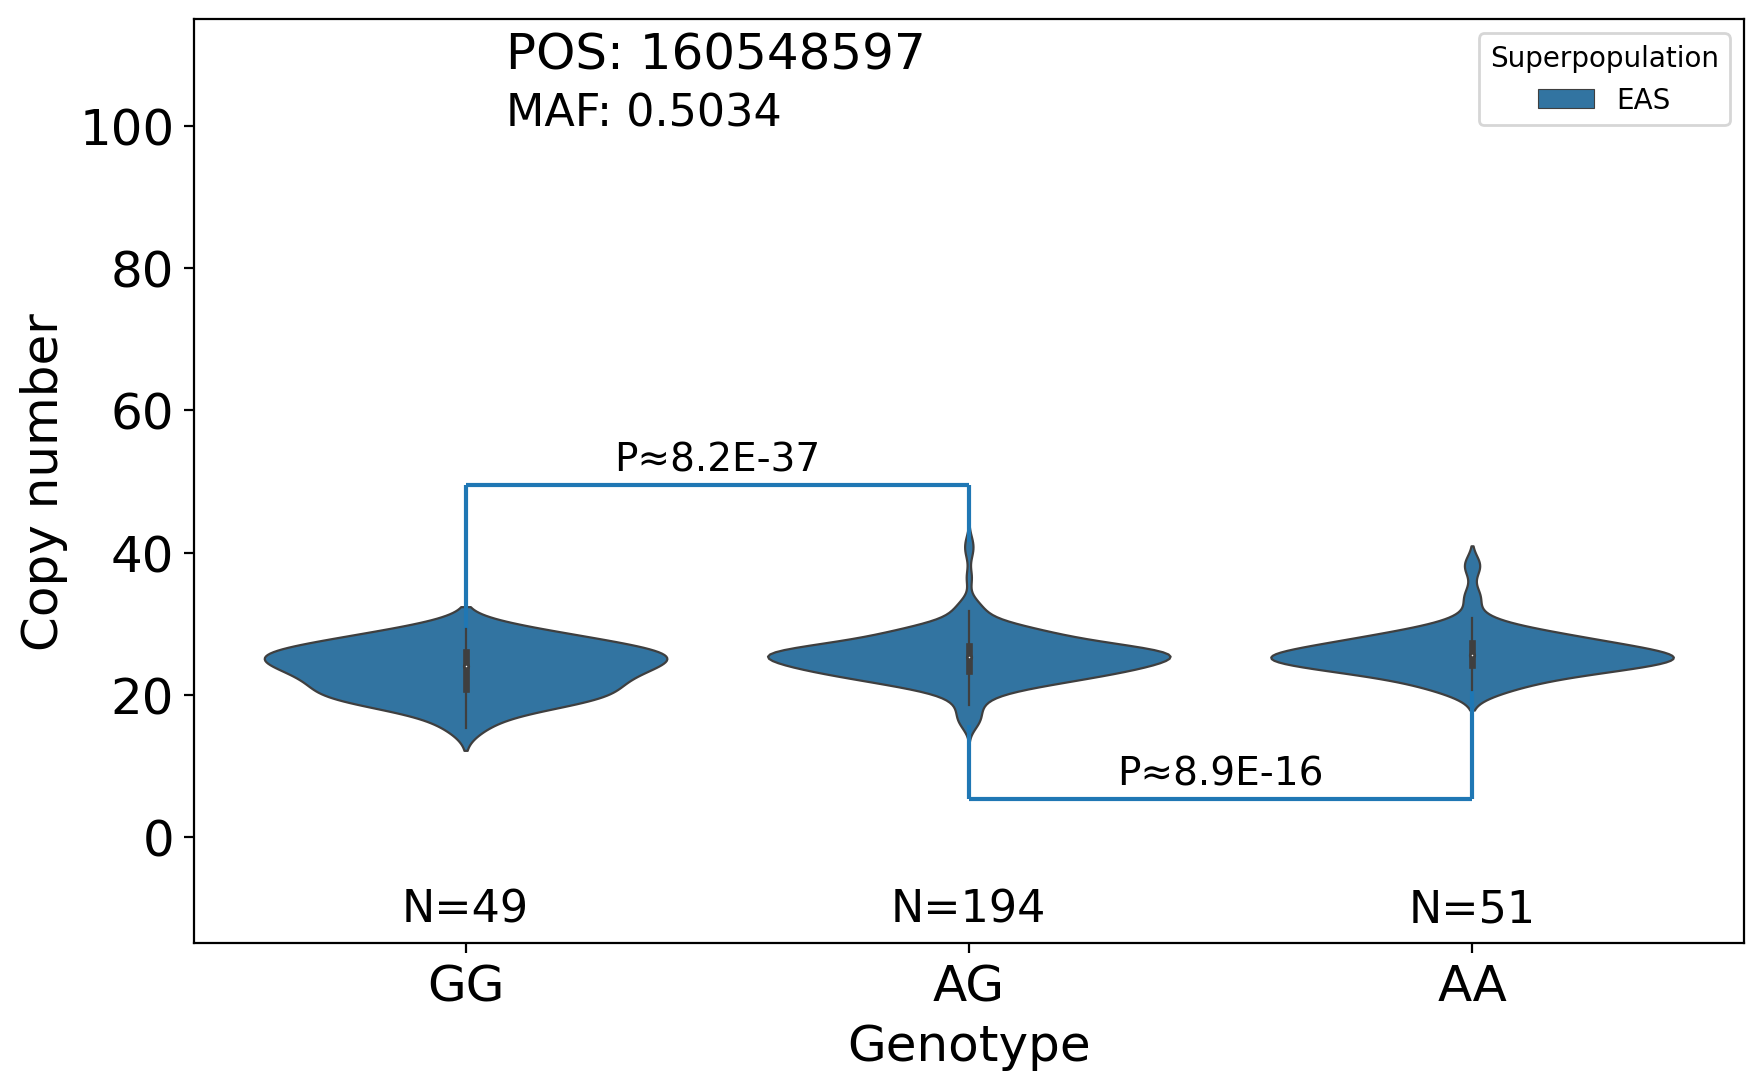 POS: 160548597
MAF: 0.5034
Superpopulation
EAS
100
80
60
40
20
0
Copy number
P≈8.2E-37
P≈8.9E-16
N=49
N=194
N=51
GG
AG
AA
Genotype